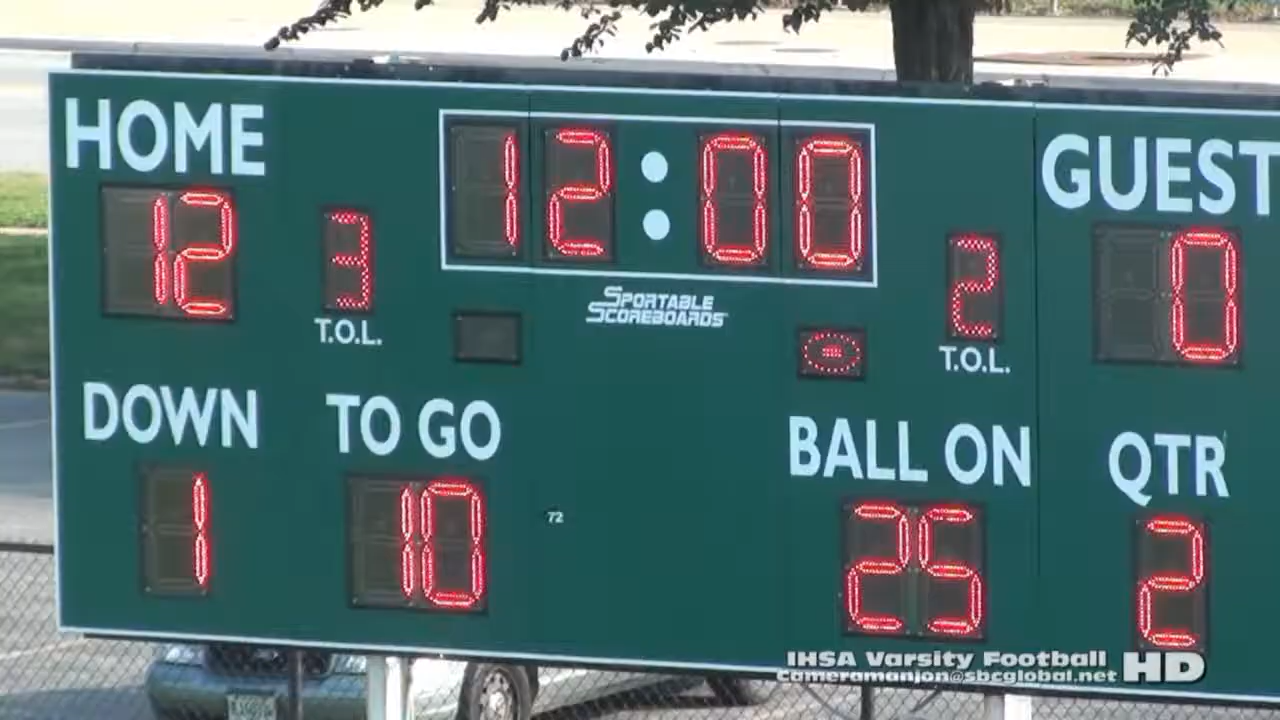 HOME
12:00
GUEST
12
3
2
0
T.O.L.
SPORTABLE
SCOREBOARDS
T.O.L.
DOWN
TO GO
BALL ON
QTR
1
10
72
25
2
IHSA Varsity Football HD
cameramanjon@sbcglobal.net